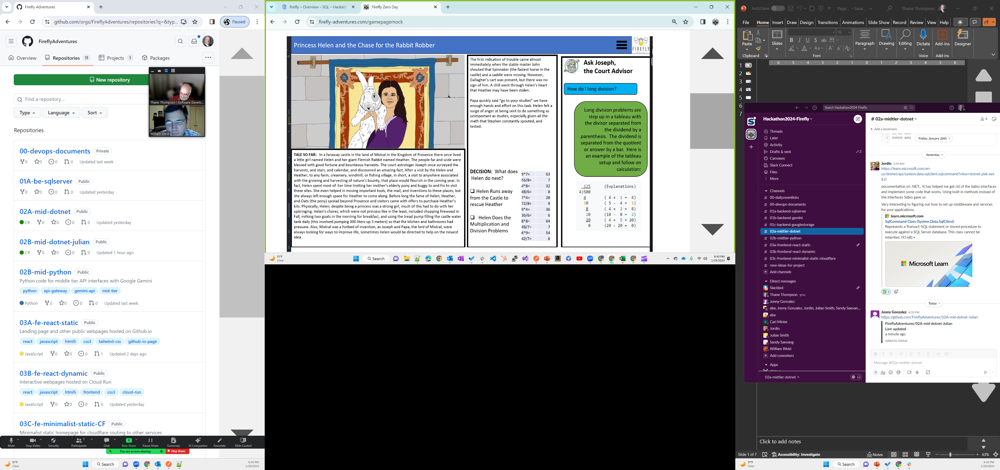 Firefly Adventures
github.com/orgs/FireflyAdventures/repositories?q=&typ...
Paused
FireflyAdventures
Overview
Repositories 11
Projects 1
Packages
New repository
Find a repository...
Type
Language
Sort
Thane Thompson | Software Develo...
William Wold
Repositories
00-devops-documents Private
0 0 0 0 Updated last week
01A-be-sqlserver Public
0 0 0 0 Updated yesterday
02A-mid-dotnet Public
C# 0 0 0 0 Updated yesterday
02B-mid-dotnet-julian Public
C# 0 0 0 0 Updated 1 hour ago
02B-mid-python Public
Python code for middle tier API interfaces with Google Gemini
python api-gateway gemini-api mid-tier
Python 0 0 0 0 Updated last week
03A-fe-react-static Public
Landing page and other public webpages hosted on Github.io
react javascript html5 css3 tailwind-css github-io-page
JavaScript 0 0 0 1 Updated 2 days ago
03B-fe-react-dynamic Public
Interactive webpages hosted on Cloud Run
react javascript html5 frontend css3 cloud-run
JavaScript 0 0 0 0 Updated yesterday
03C-fe-minimalist-static-CF Public
Minimalist static homepage for cloudflare routing to other services
Mute
Stop Video
Security
Participants 2
Chat
New Share
Pause Share
Summary
AI Companion
Annotate
Slide Control
You are screen sharing
Stop Share
51°F
Clear
Search
6:40 PM
1/29/2024
firefly – Overview – SQL – Hackath
Firefly Zero Day
firefly-adventures.com/gamepagemock
Princess Helen and the Chase for the Rabbit Robber
FIREFLY
COMPANY
TALE SO FAR: In a faraway castle in the land of Mistral in the Kingdom of Provence there once lived
a little girl named Helen and her giant Flemish Rabbit named Heather. The people far and wide were
blessed with good fortune and bounteous harvests. The court astrologer Joseph once surveyed the
harvests, and stars, and calendar, and discovered an amazing fact. After a visit by the Helen and
Heather, to any farm, creamery, windmill, or fishing village, in short, a visit to anywhere associated
with the growing and harvesting of nature's bounty, that place would flourish in the coming year. In
fact, Helen spent most of her time trotting her mother's elderly pony and buggy to and fro to visit
these sites. She even helped in moving important tools, the mail, and inventions to these places, but
she always left enough space for Heather to come along. Before long the fame of Helen, Heather,
and Oats (the pony) spread beyond Provence and visitors came with offers to purchase Heather's
kits. Physically, Helen, despite being a princess was a strong girl, much of this had to do with her
upbringing. Helen's chores, which were not princess like in the least, included chopping firewood in
Fall, milking two goats in the morning for breakfast, and using the tread pump filling the castle water
tank daily (this involved pumping 300 liters up 3 meters) so that the kitchen and bathrooms had
pressure. Also, Mistral was a hotbed of invention, as Joseph and Papa, the lord of Mistral, were
always looking for ways to improve life, sometimes Helen would be directed to help on the newest
idea.
The first indication of trouble came almost
immediately when the stable master John
shouted that Spinnaker (the fastest horse in the
castle) and a saddle were missing. However,
Gallagher's cart was present, but there was no
sign of him. A chill went through Helen's heart
that Heather may have been stolen.
Papa quickly said "go to your studies" we have
enough hands and effort on this task. Helen felt a
surge of anger at being sent to do something as
unimportant as studies, especially given all the
math that Stephen constantly spouted, and
tested.
DECISION: What does
Helen do next?
Helen Runs away
from the Castle to
rescue Heather
Helen Does the
Multiplication and
Division Problems
9*7= 63
56/8= 7
4*8= 32
48/6= 8
7*4= 28
72/8= 9
9*4= 36
36/6= 6
8*8= 64
49/7= 7
6*9= 54
42/7= 6
Ask Joseph,
the Court Advisor
How do I long division?
Long division problems are
step up in a tableau with
the divisor separated from
the dividend by a
parenthesis. The dividend is
separated from the quotient
or answer by a bar. Here is
an example of the tableau
setup and follow on
calculation:
125 (Explanations)
4)500
4 ( 4 x 1 = 4)
10 ( 5 - 4 = 1)
8 ( 4 x 2 = 8)
20 (10 - 8 = 2)
20 ( 4 x 5 = 20)
0 (20 - 20 = 0)
51°F
Clear
Search
6:40 PM
1/29/2024
AutoSave Off
Page... • Save...
Thane Thompson
File Home Insert Draw Design Transitions Animations Slide Show Record Review View Help
Paste
Slides
16
Paragraph
Drawing
Editing
Dictate
Add-ins
Designer
Clipboard
Font
Voice
Add-ins
6 5 4 3 2 1 0 1 2 3 4 5 6
1
2
3
4
5
6
7
Search Hackathon2024-Firefly
Hackathon2024-Firefly
Threads
Later
Activity
Drafts & sent 2
Canvases
Slack Connect
Files
More
Channels
# 00-dailyzoomlinks
# 00-devops-documents
# 01a-backend-sqlserver
# 01b-backend-gemini
# 01c-backend-googlestorage
# 02a-midtier-dotnet
# 02b-midtier-python
# 03a-frontend-react-static
# 03b-frontend-react-dynamic
# 03c-frontend-minimalist-static-cloudflare
# new-ideas-for-project
+ Add channels
Direct messages
Slackbot
Thane Thompson you
Jonny Gonzalez
abe, Jonny Gonzalez, Jordin, Julian Smith, Sandy Saevan...
abe
Carl Minier
Jordin
Julian Smith
Sandy Saevang
William Wold
+ Add coworkers
Apps
02a-midtier-dotnet
# 02a-midtier-dotnet
8
+ Add a bookmark
5 EXPOSE 8081
Friday, January 26th
Yesterday
Jordin 3:59 AM
https://learn.microsoft.com/en-
us/dotnet/api/system.data.sqlclient.sqlcommand?view=dotnet-plat-ext-
8.0
documentation on .NET... It has helped me get rid of the Sabio interfaces
and implement some code that works. Using built in methods instead of
the interfaces Sabio gave us.
Very interesting to figuring out how to set up middleware and services
for your applications.
learn.microsoft.com
SqlCommand Class (System.Data.SqlClient)
Represents a Transact-SQL statement or stored procedure to
execute against a SQL Server database. This class cannot be
inherited. (93 kB)
Microsoft Learn
1
Today
Jonny Gonzalez 4:35 PM
https://github.com/FireflyAdventures/02A-mid-dotnet-Julian
FireflyAdventures/02A-mid-dotnet-Julian
Last updated
a minute ago
Added by GitHub
Message #02a-midtier-dotnet
Click to add notes
Slide 1 of 7
Accessibility: Investigate
Notes
63%
51°F
Clear
Search
6:40 PM
1/29/2024